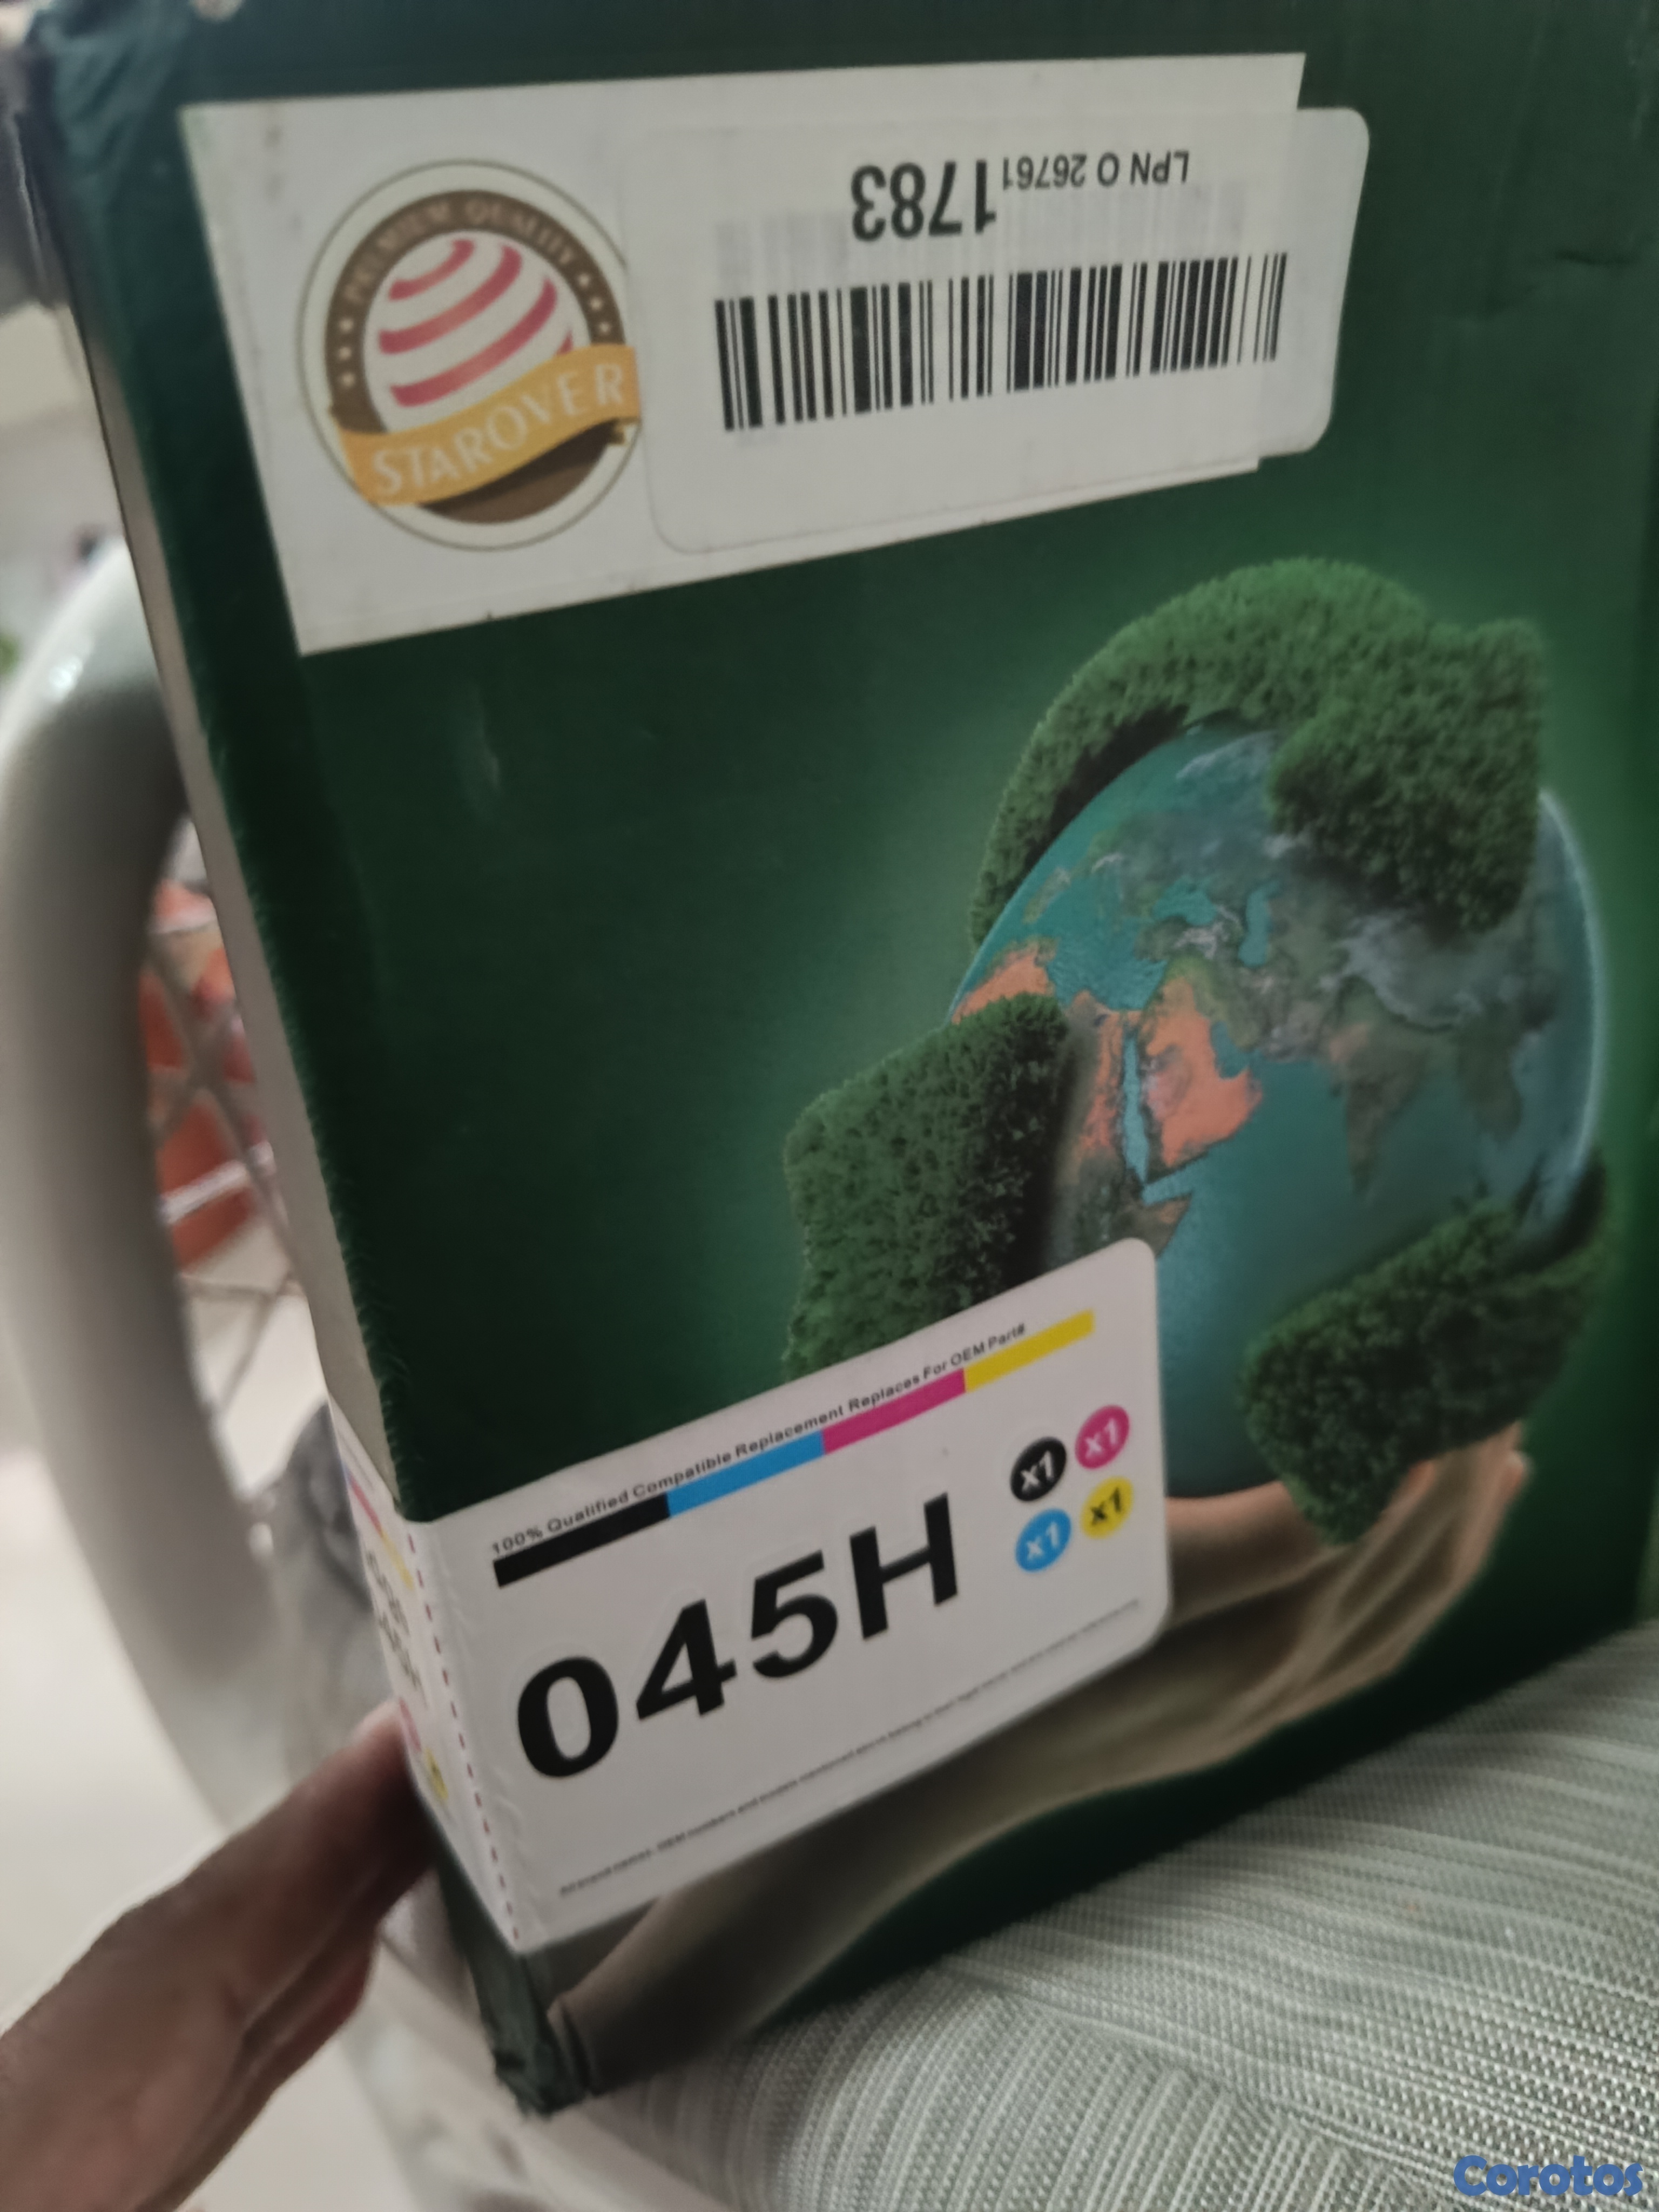 PREMIUM QUALITY
STAROVER
LPN O 26761
1783
100% Qualified Compatible Replacement Replaces For OEM Part#
045H
x1
x1
x1
x1
Corotos